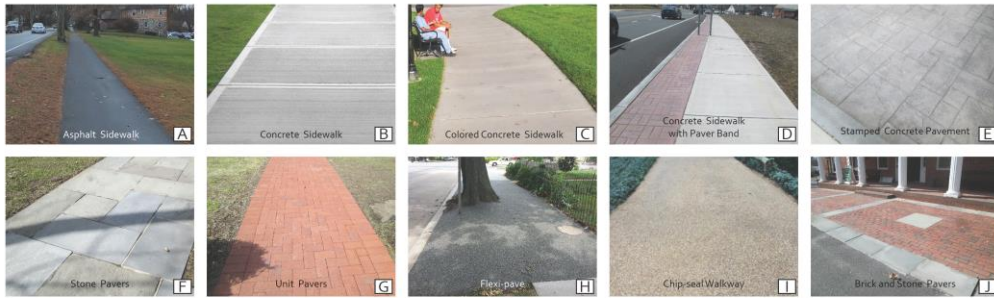 Asphalt Sidewalk
A
Concrete Sidewalk
B
Colored Concrete Sidewalk
C
Concrete Sidewalk
with Paver Band
D
Stamped Concrete Pavement
E
Stone Pavers
F
Unit Pavers
G
Flexi-pave
H
Chip-seal Walkway
I
Brick and Stone Pavers
J